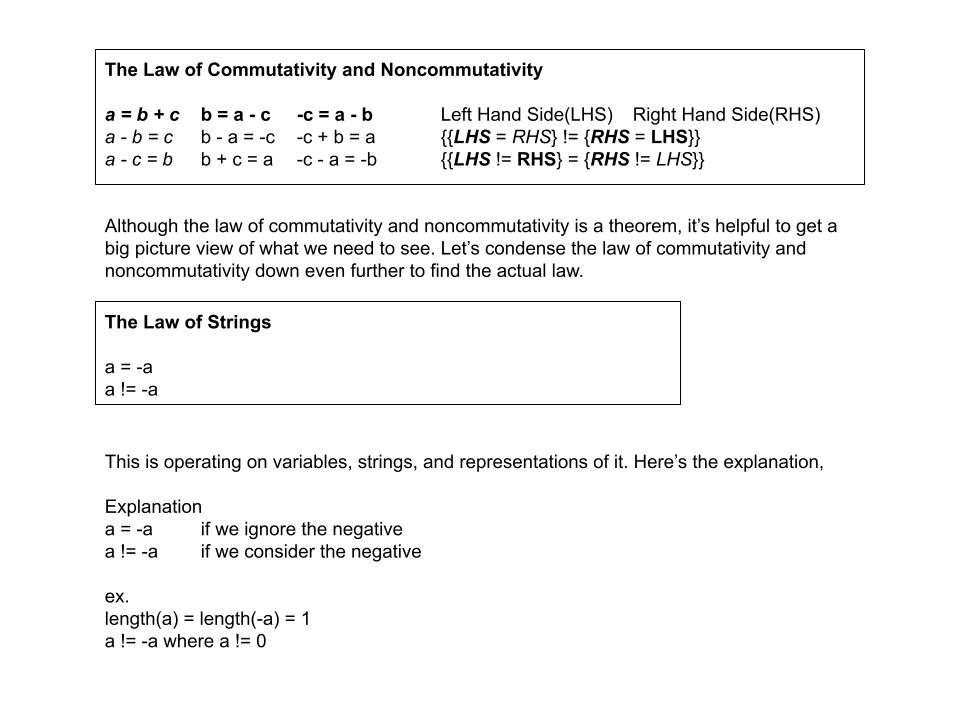 The Law of Commutativity and Noncommutativity
a = b + c b = a - c -c = a - b Left Hand Side(LHS) Right Hand Side(RHS)
a - b = c b - a = -c -c + b = a {{LHS = RHS} != {RHS = LHS}}
a - c = b b + c = a -c - a = -b {{LHS != RHS} = {RHS != LHS}}
Although the law of commutativity and noncommutativity is a theorem, it’s helpful to get a
big picture view of what we need to see. Let’s condense the law of commutativity and
noncommutativity down even further to find the actual law.
The Law of Strings
a = -a
a != -a
This is operating on variables, strings, and representations of it. Here’s the explanation,
Explanation
a = -a if we ignore the negative
a != -a if we consider the negative
ex.
length(a) = length(-a) = 1
a != -a where a != 0